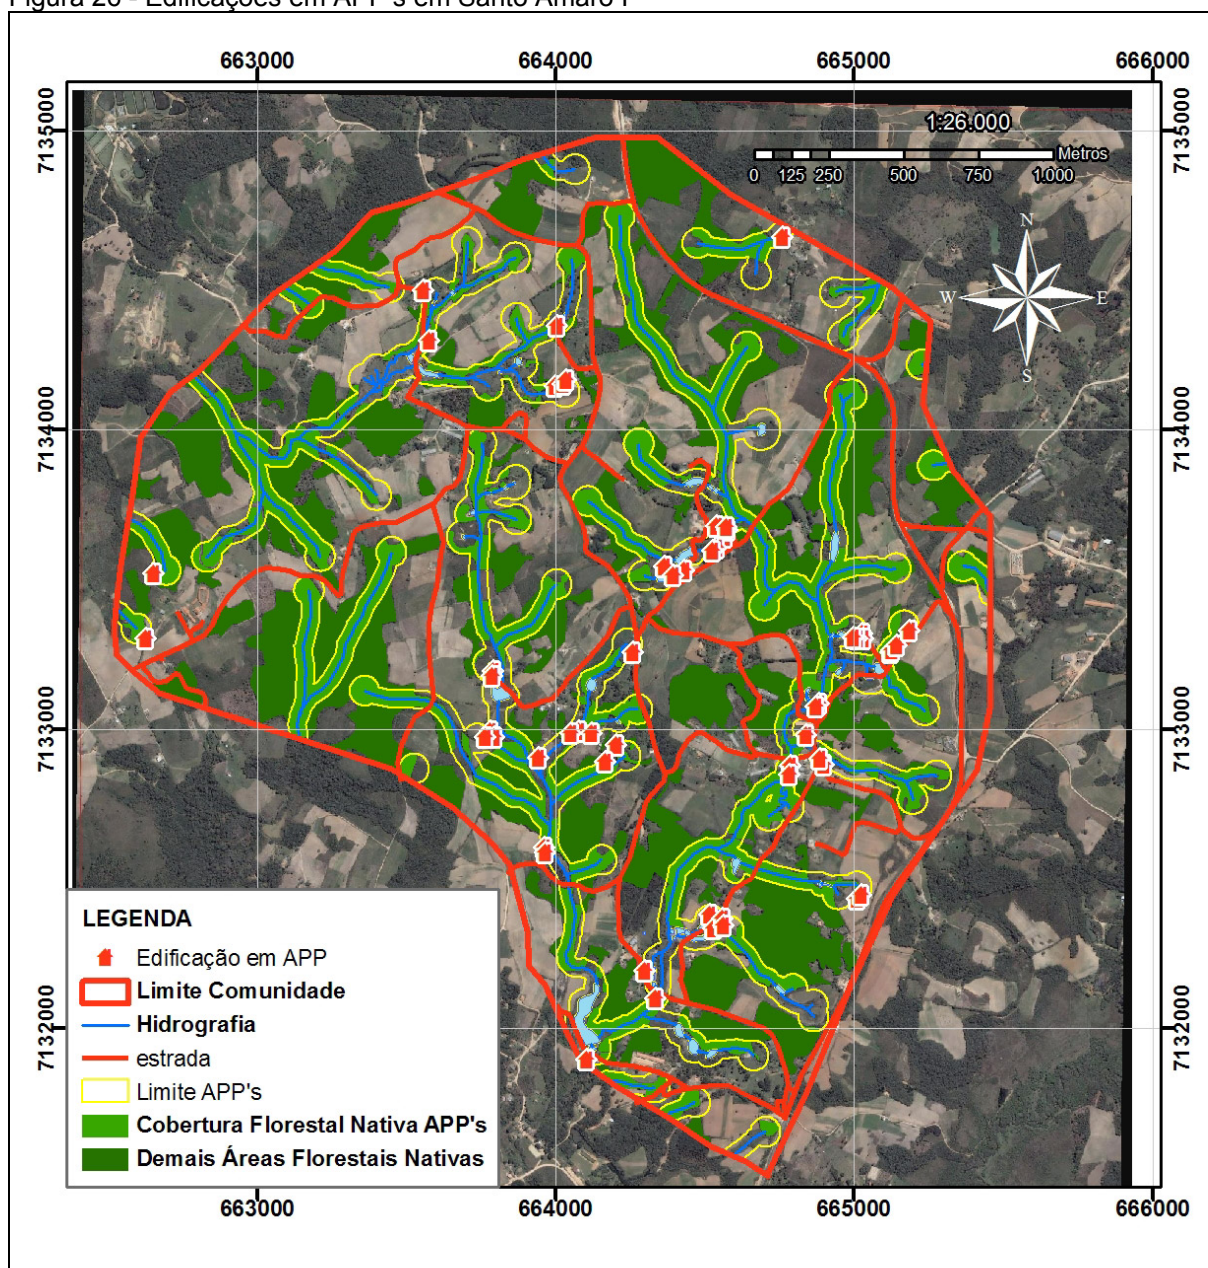 Figura 26 - Edificações em APP's em Santo Amaro I
663000 664000 665000 666000
7135000 7135000
1:26.000
Metros
0 125 250 500 750 1.000
N
W E
S
7134000 7134000
7133000 7133000
7132000 7132000
LEGENDA
Edificação em APP
Limite Comunidade
Hidrografia
estrada
Limite APP's
Cobertura Florestal Nativa APP's
Demais Áreas Florestais Nativas
663000 664000 665000 666000